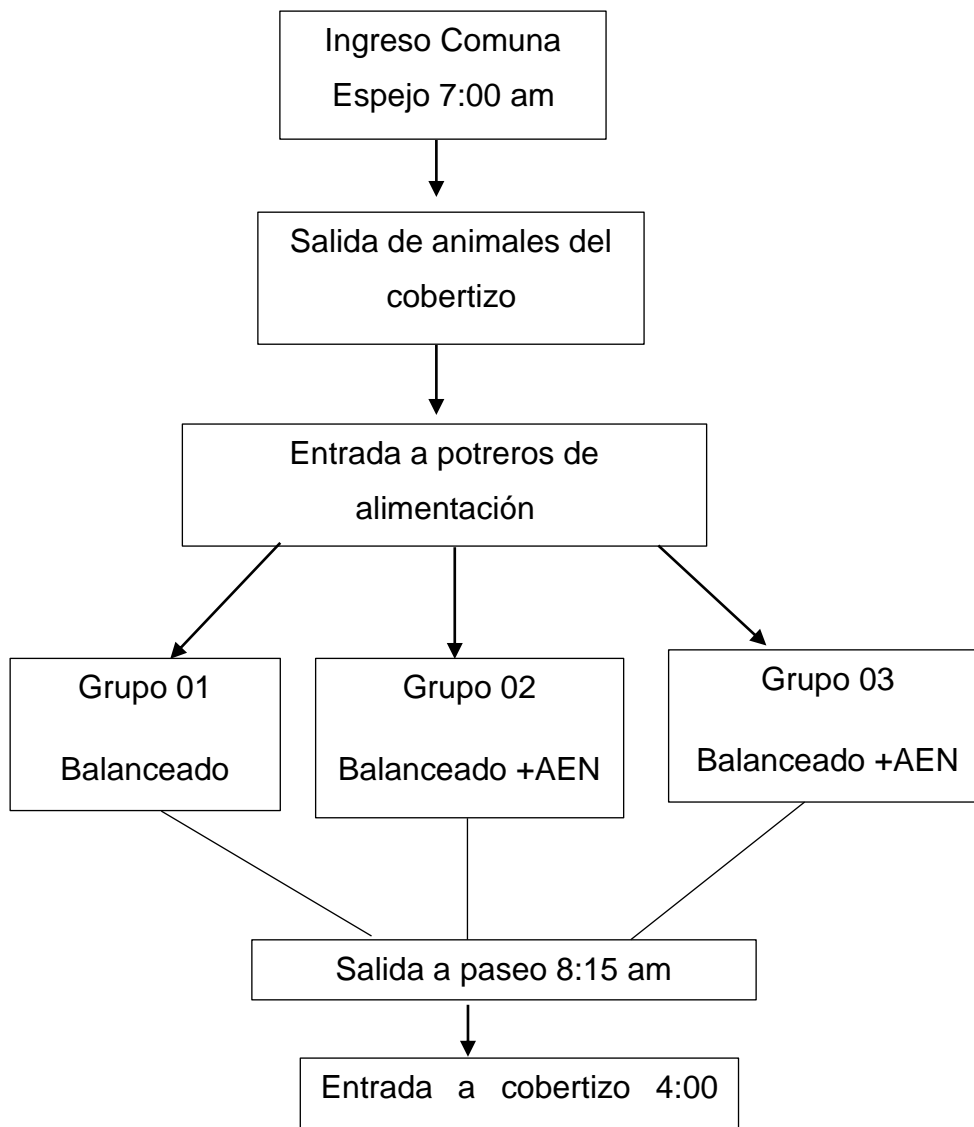 Ingreso Comuna
Espejo 7:00 am
Salida de animales del
cobertizo
Entrada a potreros de
alimentación
Grupo 01
Balanceado
Grupo 02
Balanceado +AEN
Grupo 03
Balanceado +AEN
Salida a paseo 8:15 am
Entrada a cobertizo 4:00